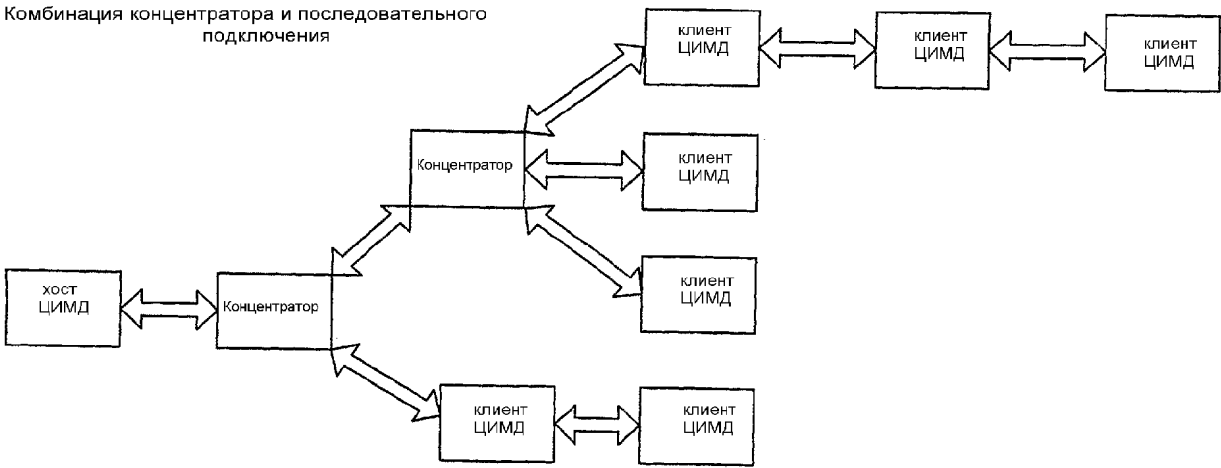 Комбинация концентратора и последовательного
подключения
клиент
ЦИМД
клиент
ЦИМД
клиент
ЦИМД
Концентратор
клиент
ЦИМД
клиент
ЦИМД
хост
ЦИМД
Концентратор
клиент
ЦИМД
клиент
ЦИМД